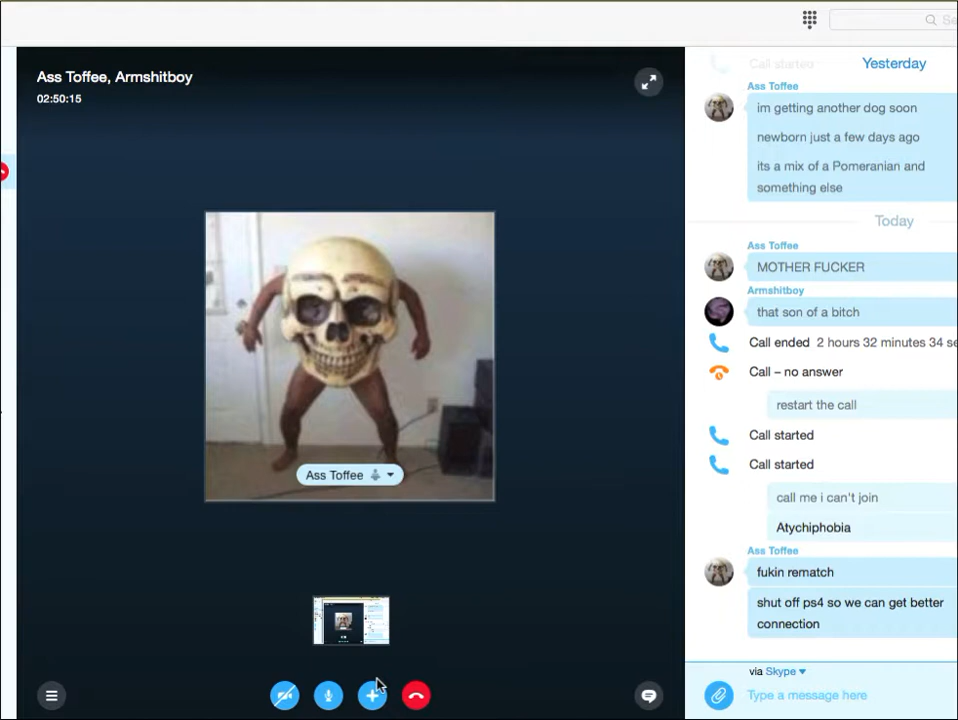 Se
Ass Toffee, Armshitboy
02:50:15
Call started
Yesterday
Ass Toffee
im getting another dog soon
newborn just a few days ago
its a mix of a Pomeranian and
something else
Today
Ass Toffee
MOTHER FUCKER
Armshitboy
that son of a bitch
Call ended 2 hours 32 minutes 34 se
Call – no answer
restart the call
Call started
Call started
call me i can't join
Atychiphobia
Ass Toffee
fukin rematch
shut off ps4 so we can get better
connection
Ass Toffee
via Skype
Type a message here